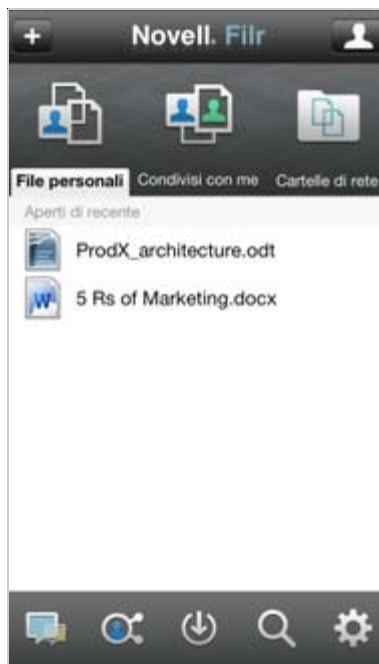 Novell. Filr
File personali Condivisi con me Cartelle di rete
Aperti di recente
ProdX_architecture.odt
5 Rs of Marketing.docx